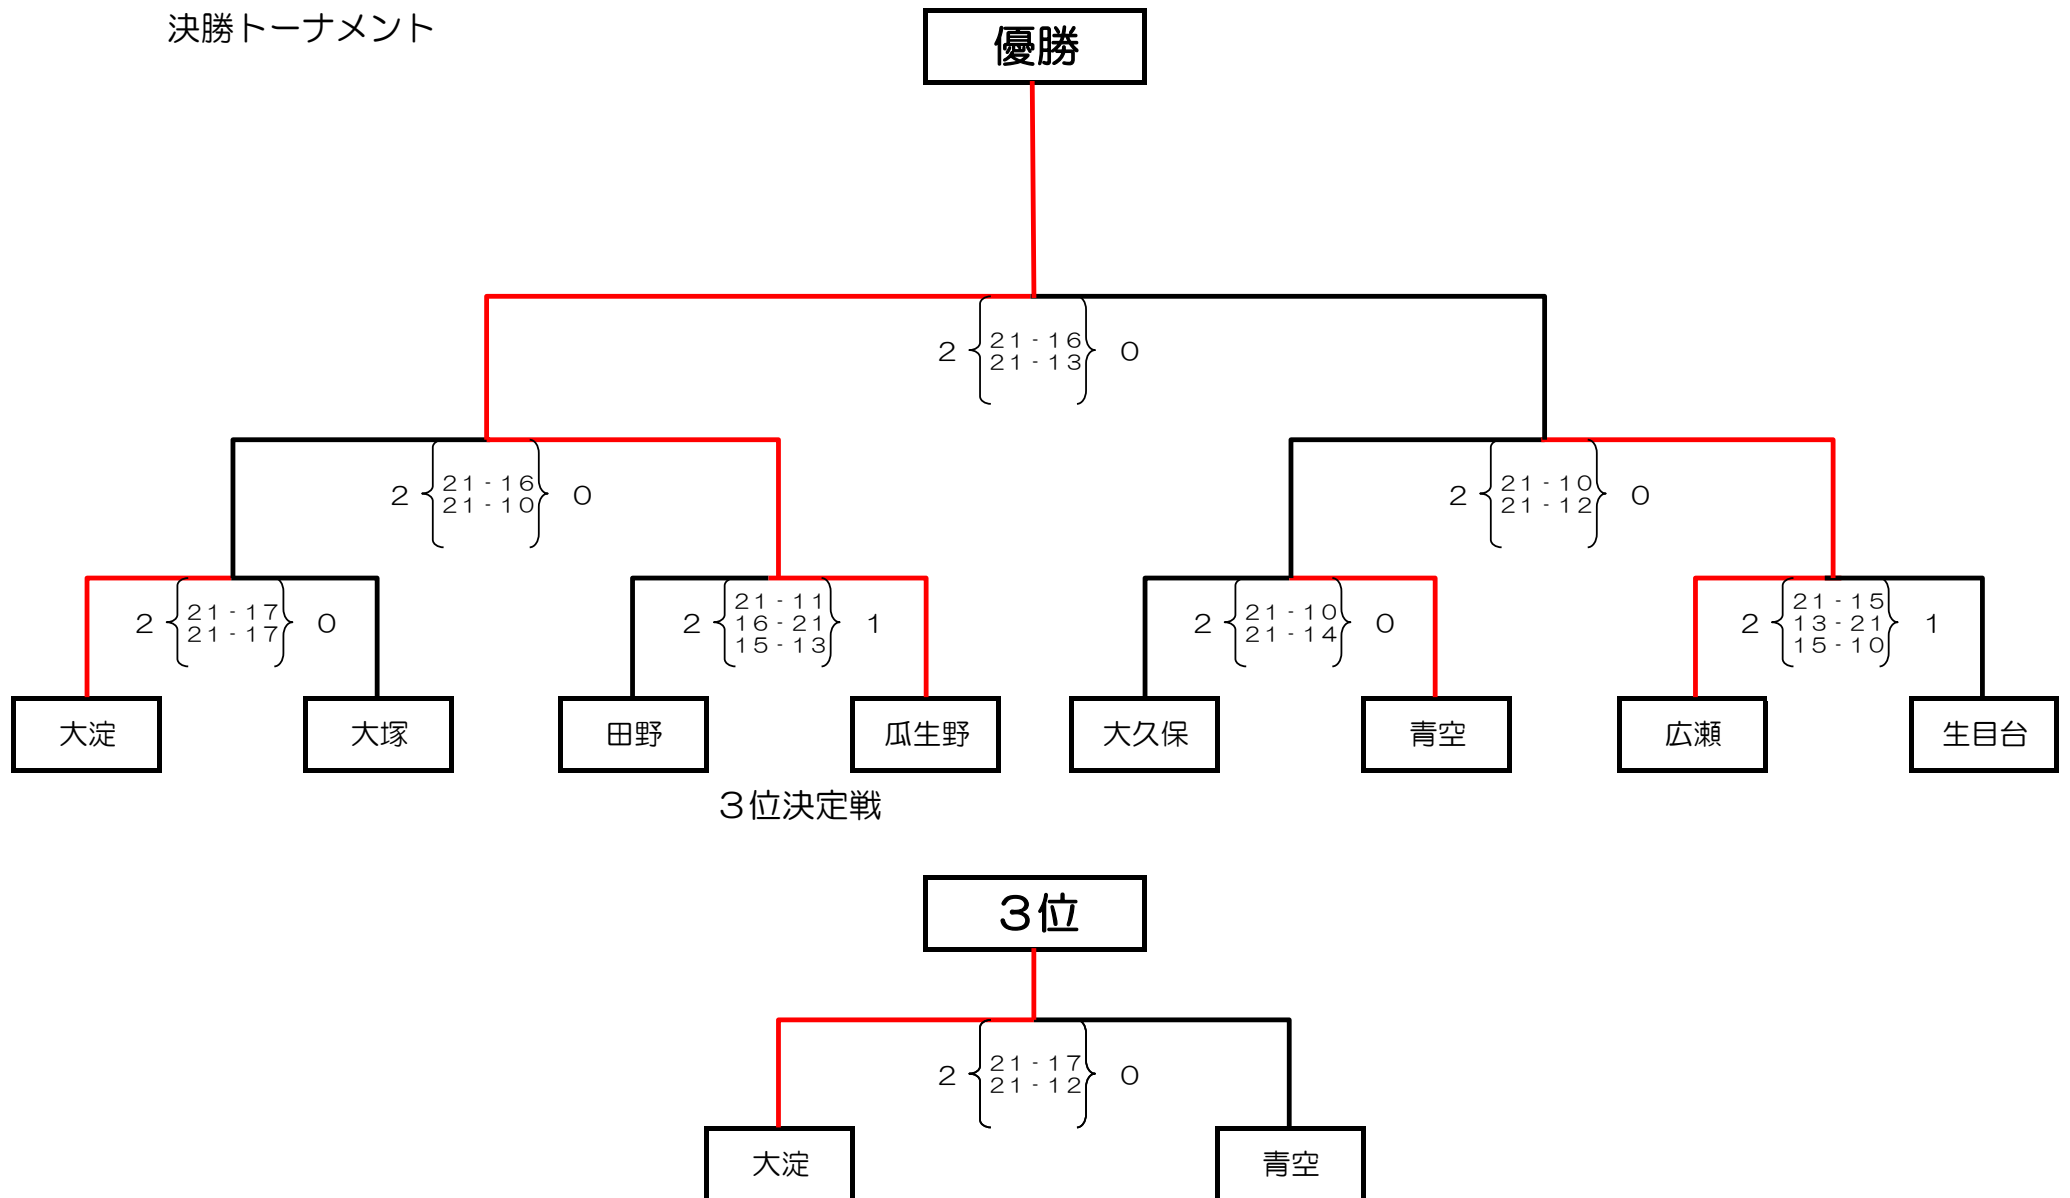 決勝トーナメント
優勝
2 21-16 0
21-13
2 21-16 0
21-10
2 21-10 0
21-12
2 21-17 0
21-17
21-11
2 16-21 1
15-13
2 21-10 0
21-14
21-15
2 13-21 1
15-10
大淀 大塚 田野 瓜生野 大久保 青空 広瀬 生目台
3位決定戦
3位
2 21-17 0
21-12
大淀 青空